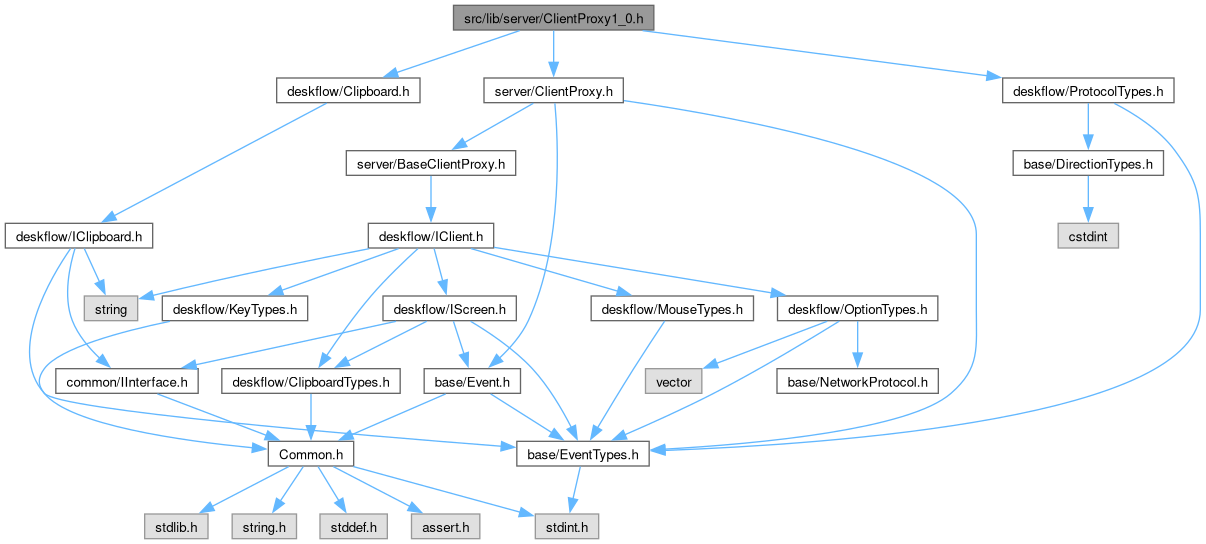 src/lib/server/ClientProxy1_0.h
deskflow/Clipboard.h
server/ClientProxy.h
deskflow/ProtocolTypes.h
server/BaseClientProxy.h
base/DirectionTypes.h
deskflow/IClipboard.h
deskflow/IClient.h
cstdint
string
deskflow/KeyTypes.h
deskflow/IScreen.h
deskflow/MouseTypes.h
deskflow/OptionTypes.h
common/IInterface.h
deskflow/ClipboardTypes.h
base/Event.h
vector
base/NetworkProtocol.h
Common.h
base/EventTypes.h
stdlib.h
string.h
stddef.h
assert.h
stdint.h